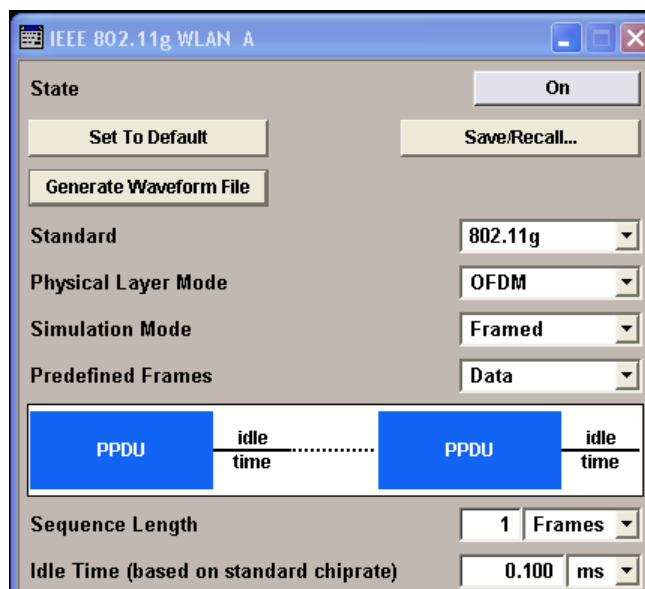 IEEE 802.11g WLAN A
State On
Set To Default Save/Recall...
Generate Waveform File
Standard 802.11g
Physical Layer Mode OFDM
Simulation Mode Framed
Predefined Frames Data
PPDU idle time PPDU idle time
Sequence Length 1 Frames
Idle Time (based on standard chiprate) 0.100 ms